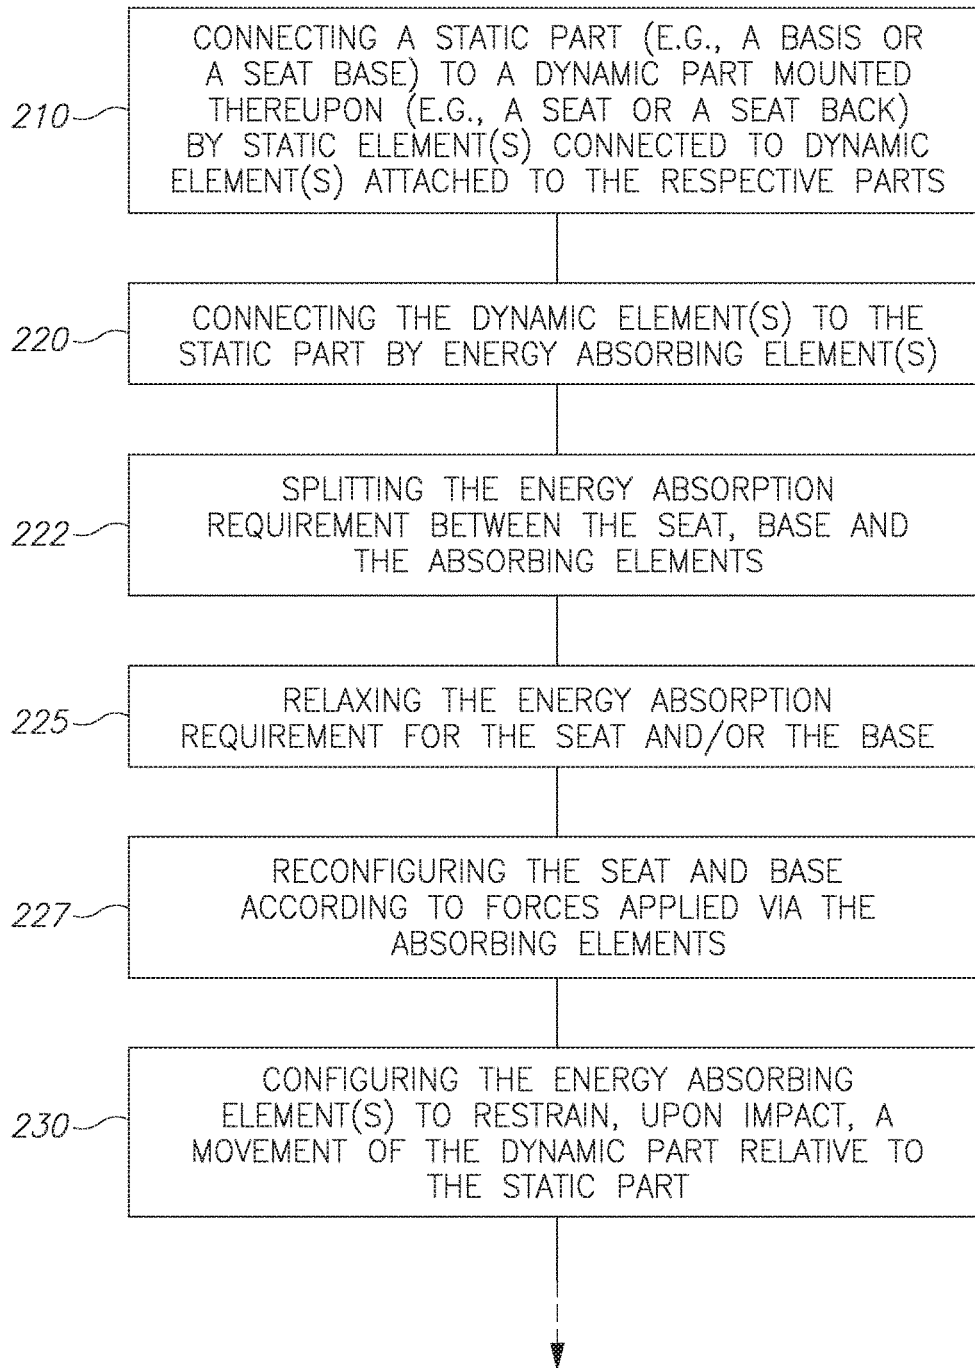 CONNECTING A STATIC PART (E.G., A BASIS OR
A SEAT BASE) TO A DYNAMIC PART MOUNTED
210
THEREUPON (E.G., A SEAT OR A SEAT BACK)
BY STATIC ELEMENT(S) CONNECTED TO DYNAMIC
ELEMENT(S) ATTACHED TO THE RESPECTIVE PARTS
220
CONNECTING THE DYNAMIC ELEMENT(S) TO THE
STATIC PART BY ENERGY ABSORBING ELEMENT(S)
SPLITTING THE ENERGY ABSORPTION
222
REQUIREMENT BETWEEN THE SEAT, BASE AND
THE ABSORBING ELEMENTS
225
RELAXING THE ENERGY ABSORPTION
REQUIREMENT FOR THE SEAT AND/OR THE BASE
RECONFIGURING THE SEAT AND BASE
227
ACCORDING TO FORCES APPLIED VIA THE
ABSORBING ELEMENTS
CONFIGURING THE ENERGY ABSORBING
230
ELEMENT(S) TO RESTRAIN, UPON IMPACT, A
MOVEMENT OF THE DYNAMIC PART RELATIVE TO
THE STATIC PART